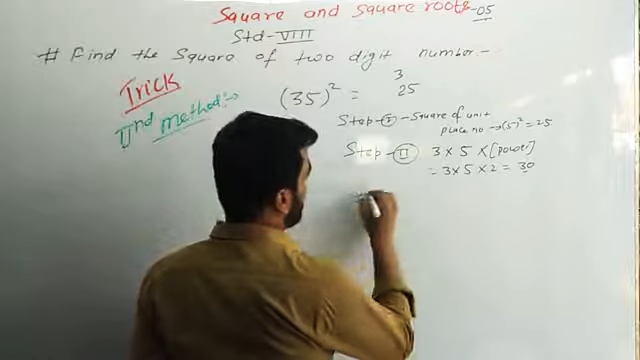 Square and square roots-05
Std-VIII
# Find the Square of two digit number.-
Trick
IInd method:-
3
(35)² = 25
Step-I-Square of unit
place no → (5)² = 25
Step-II 3 × 5 × [power]
= 3×5×2 = 30